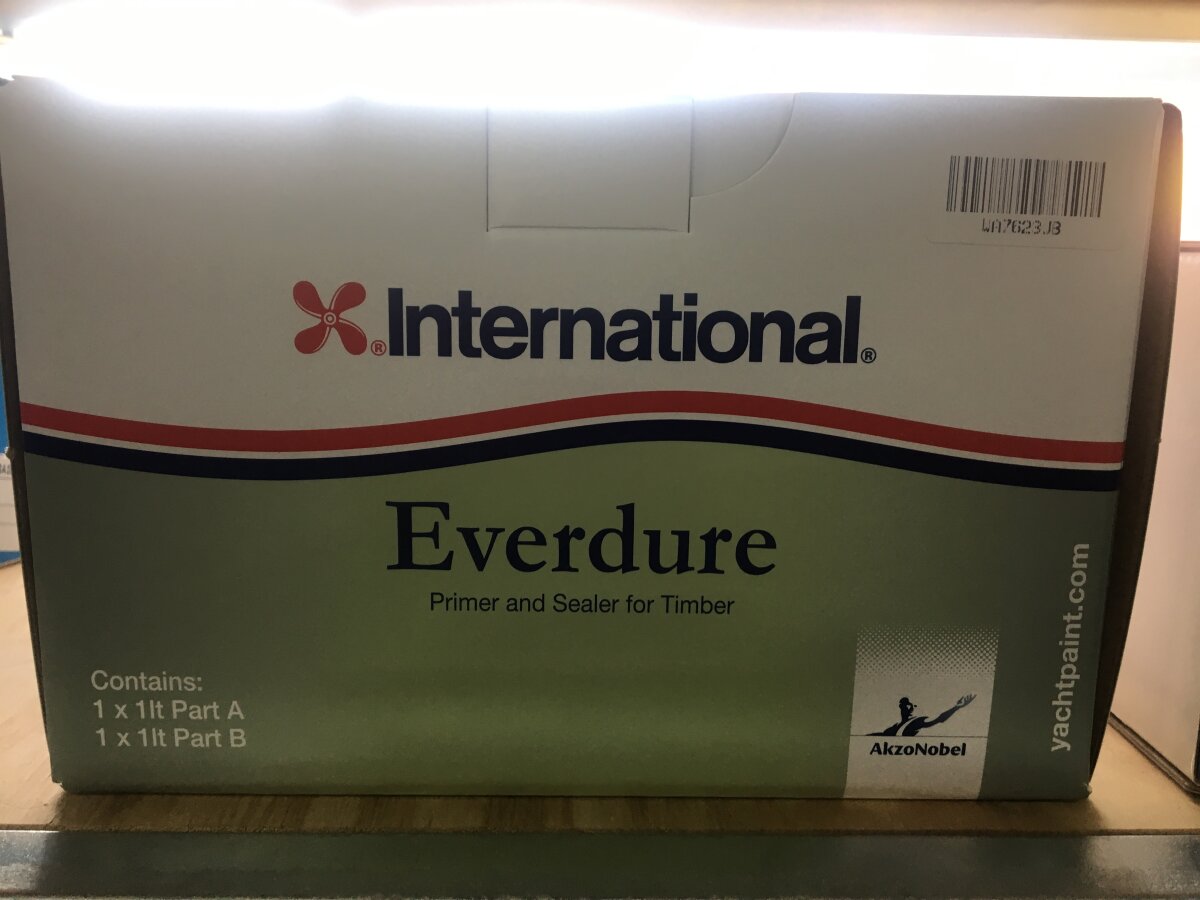 WA7623JB
®International®
Everdure
Primer and Sealer for Timber
Contains:
1 x 1lt Part A
1 x 1lt Part B
AkzoNobel
yachtpaint.com